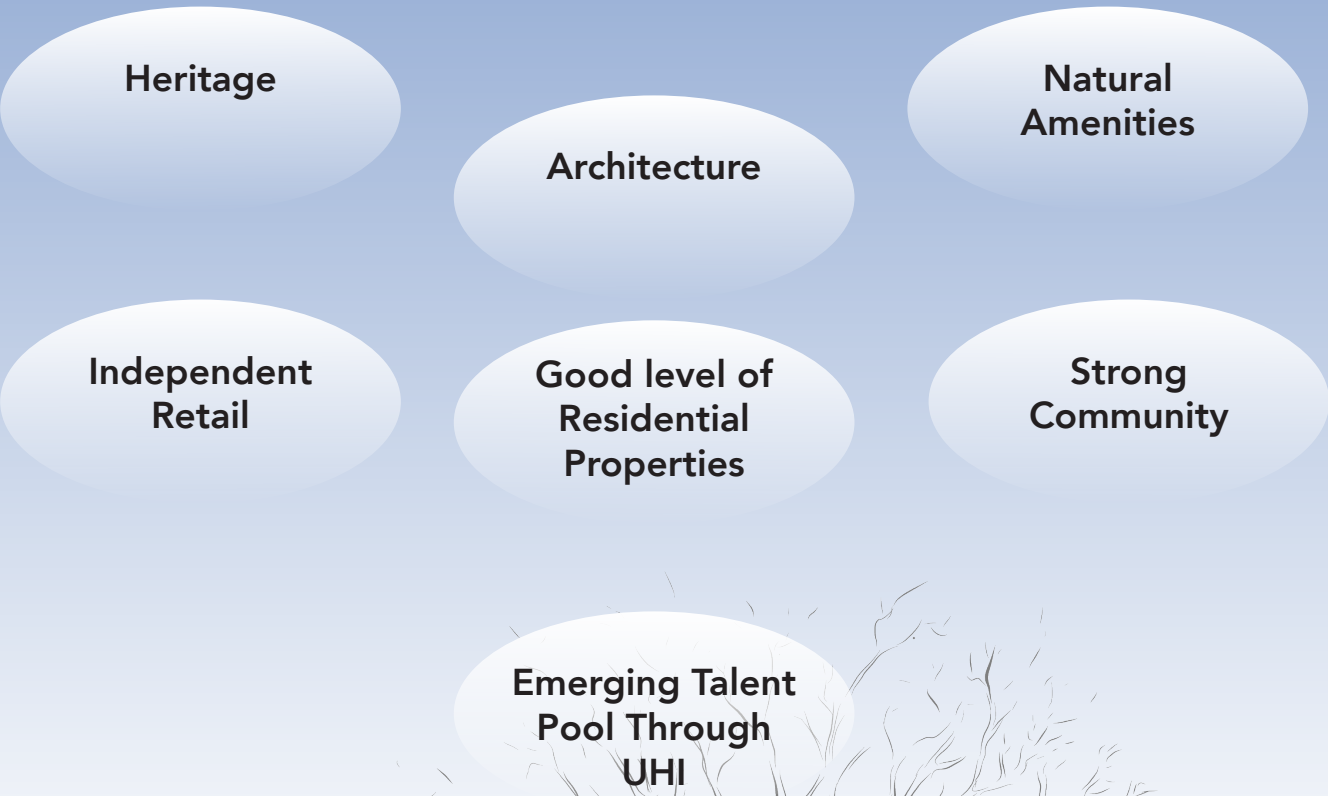 Heritage
Natural
Amenities
Architecture
Independent
Retail
Good level of
Residential
Properties
Strong
Community
Emerging Talent
Pool Through
UHI